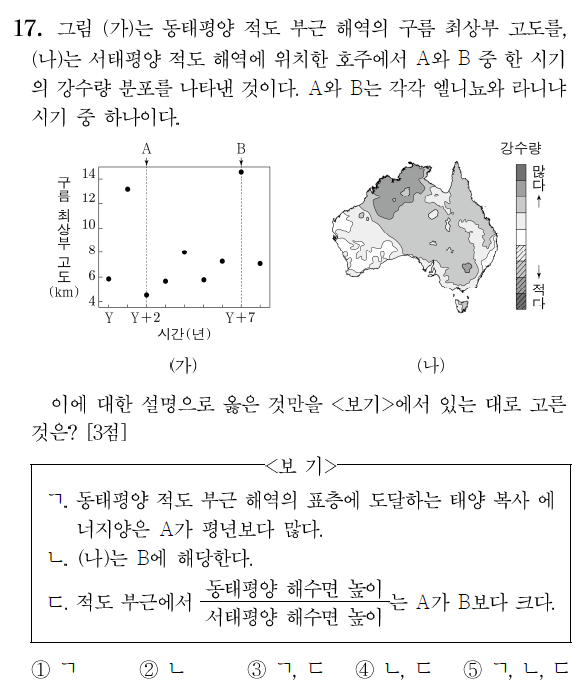 17. 그림 (가)는 동태평양 적도 부근 해역의 구름 최상부 고도를,
(나)는 서태평양 적도 해역에 위치한 호주에서 A와 B 중 한 시기
의 강수량 분포를 나타낸 것이다. A와 B는 각각 엘니뇨와 라니냐
시기 중 하나이다.
A
B
구름 최상부 고도 (km)
14
12
10
8
6
4
Y
Y+2
Y+7
시간(년)
(가)
강수량
많다
적다
(나)
이에 대한 설명으로 옳은 것만을 <보기>에서 있는 대로 고른
것은? [3점]
<보 기>
ㄱ. 동태평양 적도 부근 해역의 표층에 도달하는 태양 복사 에
너지양은 A가 평년보다 많다.
ㄴ. (나)는 B에 해당한다.
ㄷ. 적도 부근에서 동태평양 해수면 높이 / 서태평양 해수면 높이 는 A가 B보다 크다.
① ㄱ ② ㄴ ③ ㄱ, ㄷ ④ ㄴ, ㄷ ⑤ ㄱ, ㄴ, ㄷ